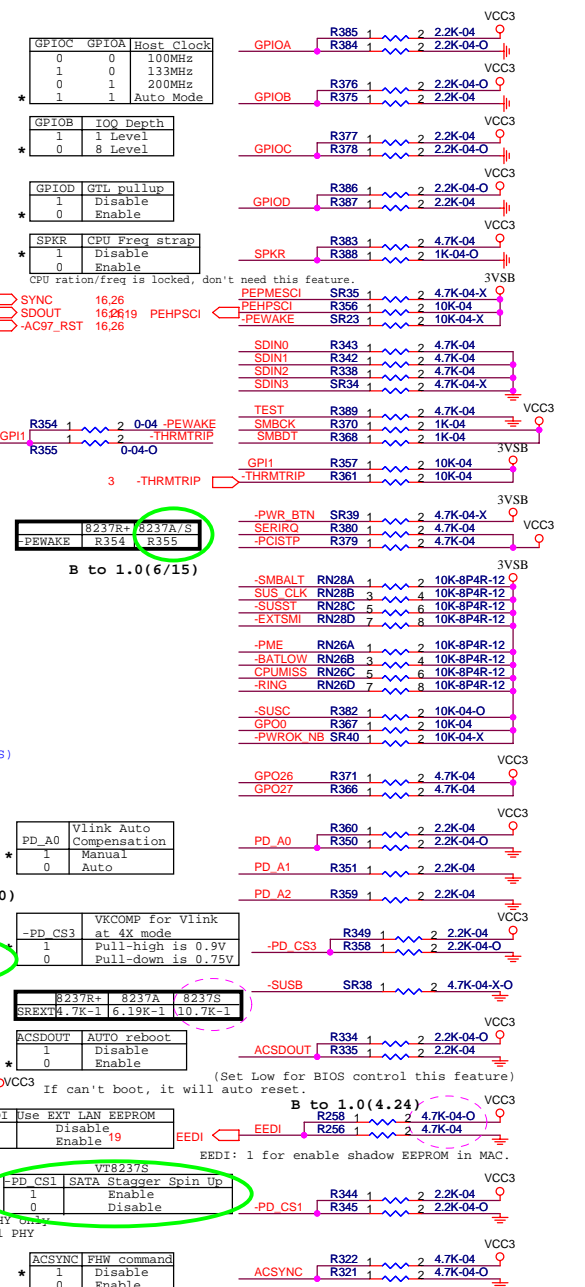 VCC3
GPIOC GPIOA Host Clock
0 0 100MHz
1 0 133MHz
0 1 200MHz
* 1 1 Auto Mode
GPIOA R385 1 2 2.2K-04
R384 1 2 2.2K-04-O
VCC3
GPIOB R376 1 2 2.2K-04-O
R375 1 2 2.2K-04
GPIOB IOQ Depth
1 1 Level
* 0 8 Level
VCC3
GPIOC R377 1 2 2.2K-04
R378 1 2 2.2K-04-O
VCC3
GPIOD GTL pullup
1 Disable
* 0 Enable
GPIOD R386 1 2 2.2K-04-O
R387 1 2 2.2K-04
VCC3
SPKR CPU Freq strap
* 1 Disable
0 Enable
SPKR R383 1 2 4.7K-04
R388 1 2 1K-04-O
CPU ration/freq is locked, don't need this feature.
3VSB
SYNC 16,26
SDOUT 16,26
-AC97_RST 16,26
19 PEHPSCI
PEPMESCI SR35 1 2 4.7K-04-X
PEHPSCI R356 1 2 10K-04
-PEWAKE SR23 1 2 10K-04-X
SDIN0 R343 1 2 4.7K-04
SDIN1 R342 1 2 4.7K-04
SDIN2 R338 1 2 4.7K-04
SDIN3 SR34 1 2 4.7K-04-X
TEST R389 1 2 4.7K-04
VCC3
SMBCK R370 1 2 1K-04
SMBDT R368 1 2 1K-04
GPI1 R354 1 2 0-04 -PEWAKE
R355 1 2 0-04-O -THRMTRIP
3VSB
GPI1 R357 1 2 10K-04
3 -THRMTRIP
-THRMTRIP R361 1 2 10K-04
3VSB
-PWR_BTN SR39 1 2 4.7K-04-X
VCC3
SERIRQ R380 1 2 4.7K-04
-PCISTP R379 1 2 4.7K-04
8237R+ 8237A/S
-PEWAKE R354 R355
B to 1.0(6/15)
3VSB
-SMBALT RN28A 1 2 10K-8P4R-12
SUS_CLK RN28B 3 4 10K-8P4R-12
-SUSST RN28C 5 6 10K-8P4R-12
-EXTSMI RN28D 7 8 10K-8P4R-12
-PME RN26A 1 2 10K-8P4R-12
-BATLOW RN26B 3 4 10K-8P4R-12
CPUMISS RN26C 5 6 10K-8P4R-12
-RING RN26D 7 8 10K-8P4R-12
-SUSC R382 1 2 10K-04-O
GPO0 R367 1 2 10K-04
-PWROK_NB SR40 1 2 10K-04-X
S)
VCC3
GPO26 R371 1 2 4.7K-04
GPO27 R366 1 2 4.7K-04
VCC3
PD_A0 Vlink Auto Compensation
* 1 Manual
0 Auto
PD_A0 R360 1 2 2.2K-04
R350 1 2 2.2K-04-O
PD_A1 R351 1 2 2.2K-04
PD_A2 R359 1 2 2.2K-04
0)
VCC3
-PD_CS3 VKCOMP for Vlink at 4X mode
* 1 Pull-high is 0.9V
0 Pull-down is 0.75V
-PD_CS3 R349 1 2 2.2K-04
R358 1 2 2.2K-04-O
-SUSB SR38 1 2 4.7K-04-X-O
8237R+ 8237A 8237S
SREXT 4.7K-1 6.19K-1 10.7K-1
VCC3
ACSDOUT AUTO reboot
1 Disable
* 0 Enable
ACSDOUT R334 1 2 2.2K-04-O
R335 1 2 2.2K-04
(Set Low for BIOS control this feature)
VCC3 If can't boot, it will auto reset.
B to 1.0(4.24)
VCC3
DI Use EXT LAN EEPROM
Disable
Enable
19 EEDI
EEDI R258 1 2 4.7K-04-O
R256 1 2 4.7K-04
EEDI: 1 for enable shadow EEPROM in MAC.
VT8237S
-PD_CS1 SATA Stagger Spin Up
1 Enable
0 Disable
VCC3
-PD_CS1 R344 1 2 2.2K-04
R345 1 2 2.2K-04-O
HY only
1 PHY
VCC3
ACSYNC FHW command
* 1 Disable
0 Enable
ACSYNC R322 1 2 4.7K-04
R321 1 2 4.7K-04-O